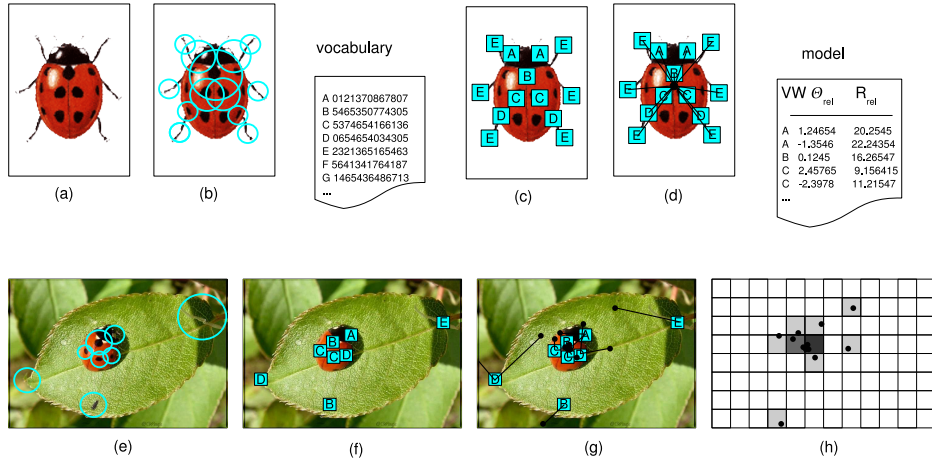 vocabulary
A 0121370867807
B 5465350774305
C 5374654166136
D 0654654034305
E 2321365165463
F 5641341764187
G 1465436486713
...
E E
A A
B
E C C E
D D
E E
E E
A A
B
E C C E
D D
E E
model
VW Θrel Rrel
A 1.24654 20.2545
A -1.3546 22.24354
B 0.1245 16.26547
C 2.45765 9.156415
C -2.3978 11.21547
...
(a)
(b)
(c)
(d)
E
A
B
C C D
D
B
E
A
C
D
B
(e)
(f)
(g)
(h)